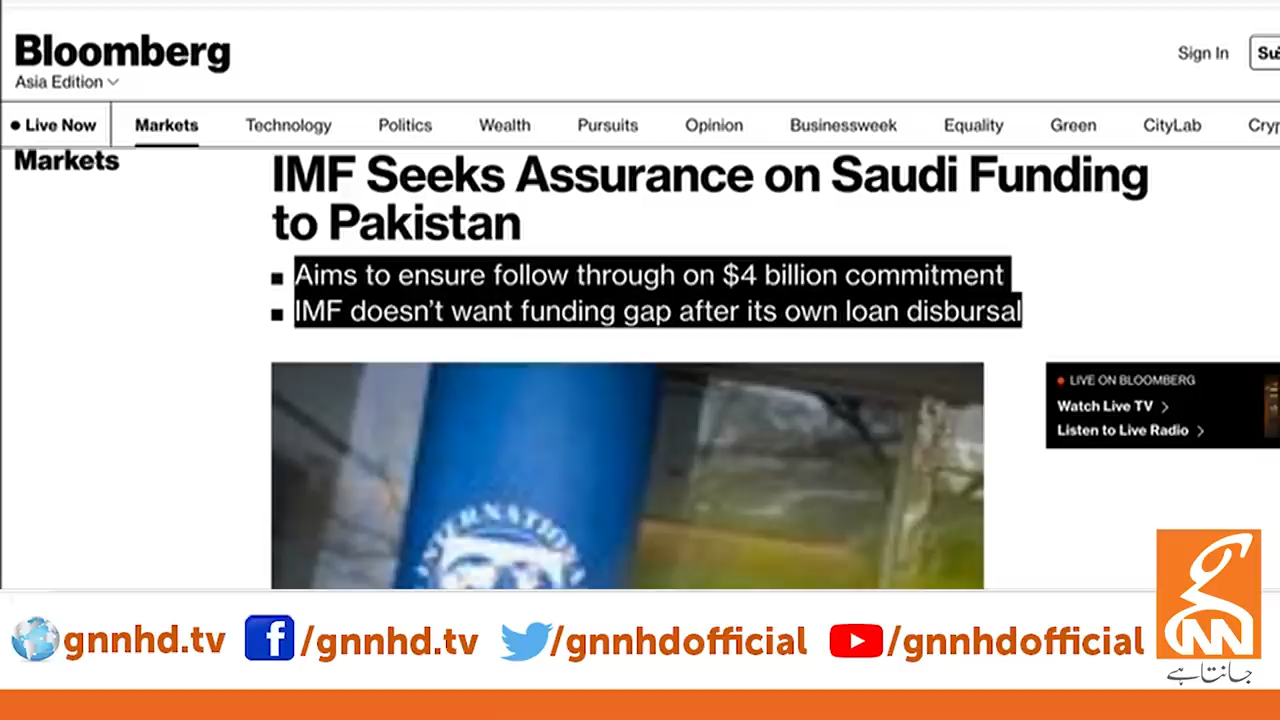 Bloomberg
Asia Edition
Sign In
Live Now
Markets
Technology
Politics
Wealth
Pursuits
Opinion
Businessweek
Equality
Green
CityLab
Markets
IMF Seeks Assurance on Saudi Funding
to Pakistan
Aims to ensure follow through on $4 billion commitment
IMF doesn't want funding gap after its own loan disbursal
LIVE ON BLOOMBERG
Watch Live TV
Listen to Live Radio
INTERNATIONA
GNN
جانتا ہے
gnnhd.tv
/gnnhd.tv
/gnnhdofficial
/gnnhdofficial